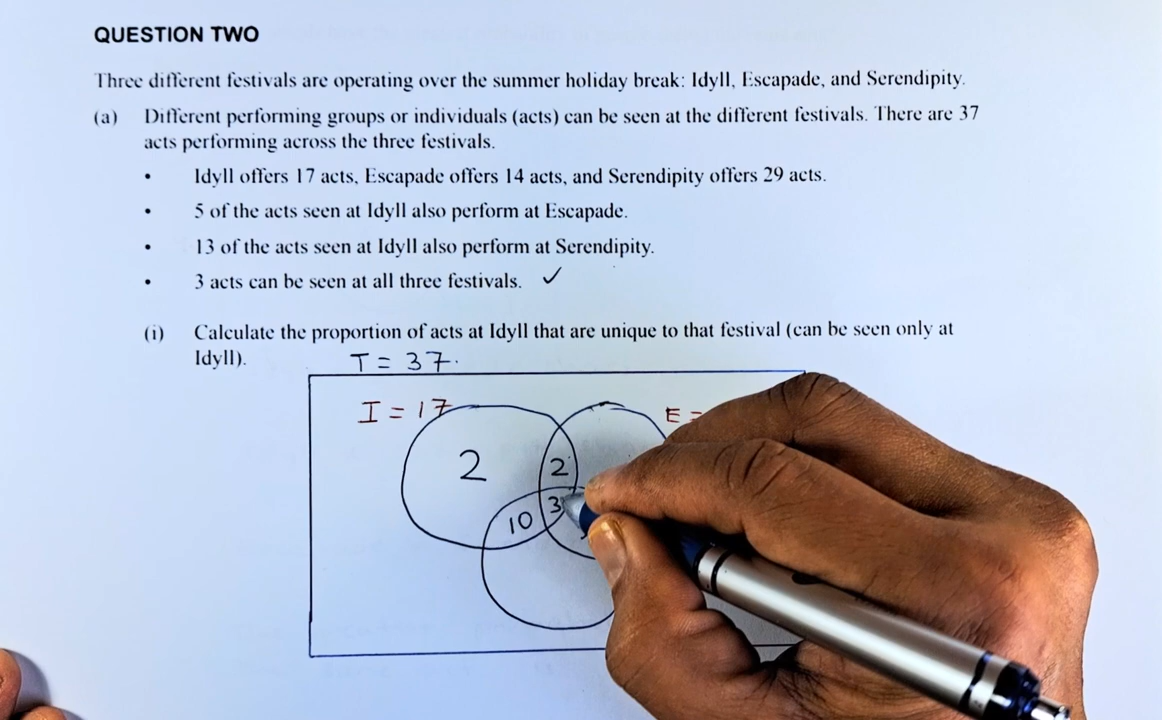 QUESTION TWO
Three different festivals are operating over the summer holiday break: Idyll, Escapade, and Serendipity.
(a) Different performing groups or individuals (acts) can be seen at the different festivals. There are 37
acts performing across the three festivals.
• Idyll offers 17 acts, Escapade offers 14 acts, and Serendipity offers 29 acts.
• 5 of the acts seen at Idyll also perform at Escapade.
• 13 of the acts seen at Idyll also perform at Serendipity.
• 3 acts can be seen at all three festivals. ✓
(i) Calculate the proportion of acts at Idyll that are unique to that festival (can be seen only at
Idyll).
T = 37.
I = 17
E =
2
2
10
3